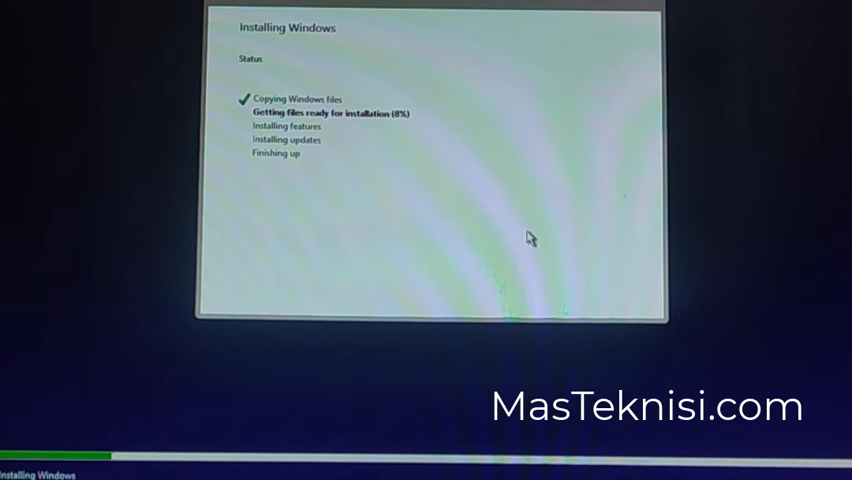 Installing Windows
Status
Copying Windows files
Getting files ready for installation (8%)
Installing features
Installing updates
Finishing up
MasTeknisi.com
Installing Windows